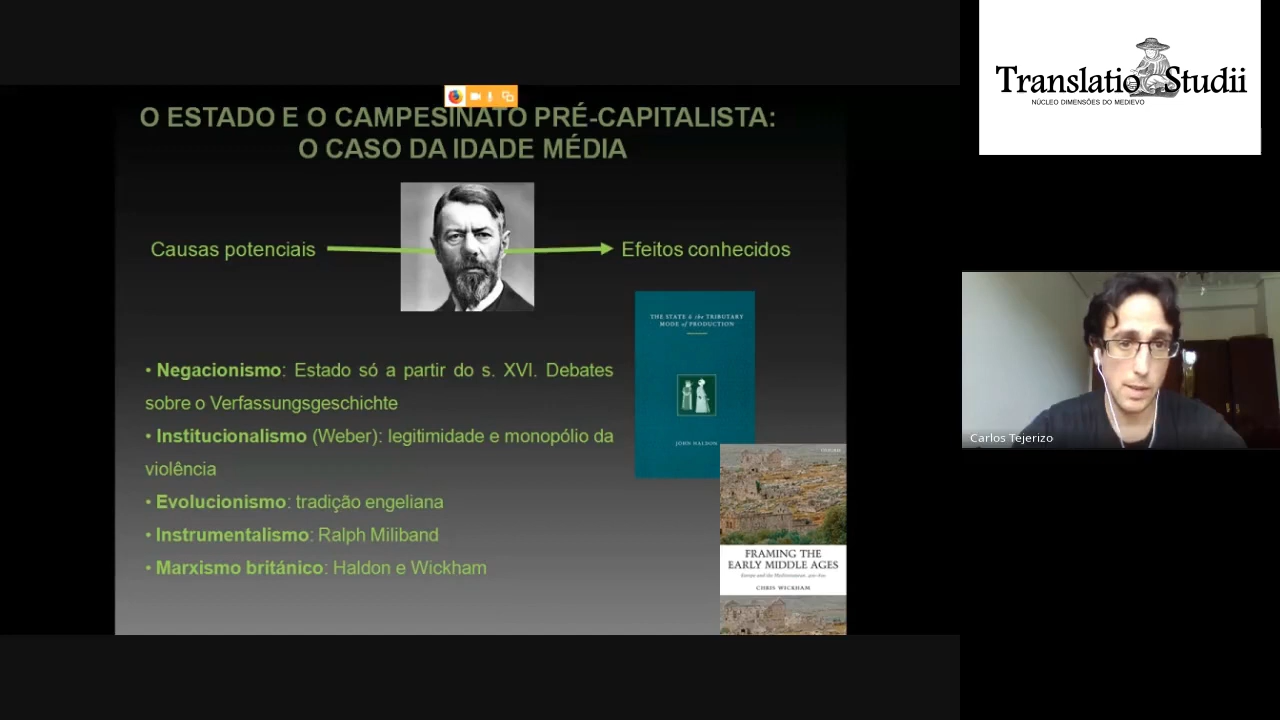 O ESTADO E O CAMPESINATO PRÉ-CAPITALISTA:
O CASO DA IDADE MÉDIA
Causas potenciais
Efeitos conhecidos
• Negacionismo: Estado só a partir do s. XVI. Debates
sobre o Verfassungsgeschichte
• Institucionalismo (Weber): legitimidade e monopólio da
violência
• Evolucionismo: tradição engeliana
• Instrumentalismo: Ralph Miliband
• Marxismo británico: Haldon e Wickham
THE STATE & the TRIBUTARY
MODE of PRODUCTION
JOHN HALDON
FRAMING THE
EARLY MIDDLE AGES
Europe and the Mediterranean, 400–800
CHRIS WICKHAM
Translatio Studii
NÚCLEO DIMENSÕES DO MEDIEVO
Carlos Tejerizo